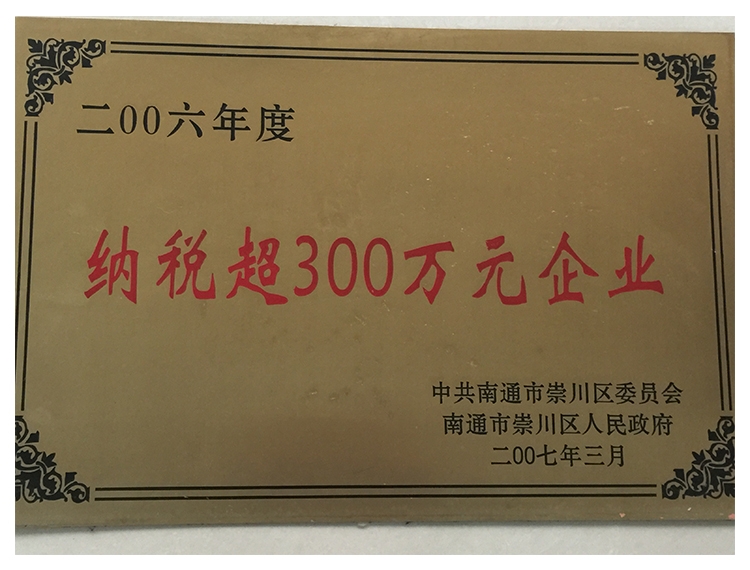 二00六年度
纳税超300万元企业
中共南通市崇川区委员会
南通市崇川区人民政府
二00七年三月